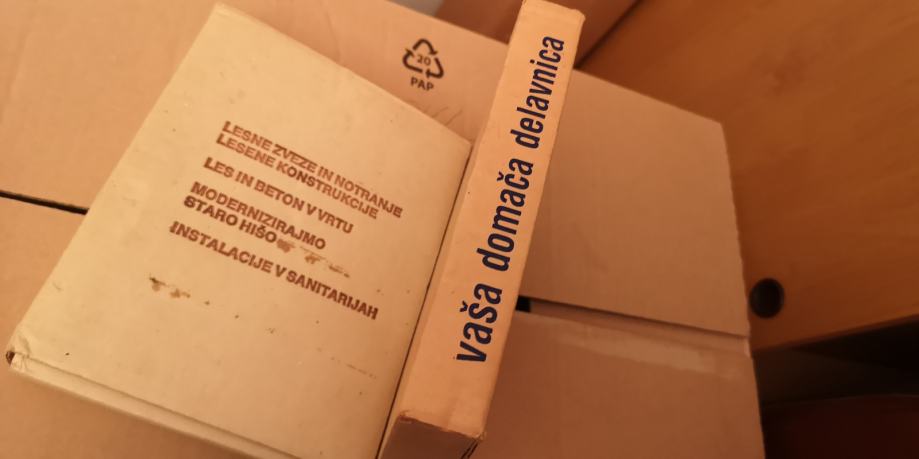 LESNE ZVEZE IN NOTRANJE
LESENE KONSTRUKCIJE
LES IN BETON V VRTU
MODERNIZIRAJMO
STARO HIŠO
INSTALACIJE V SANITARIJAH
20
PAP
vaša domača delavnica